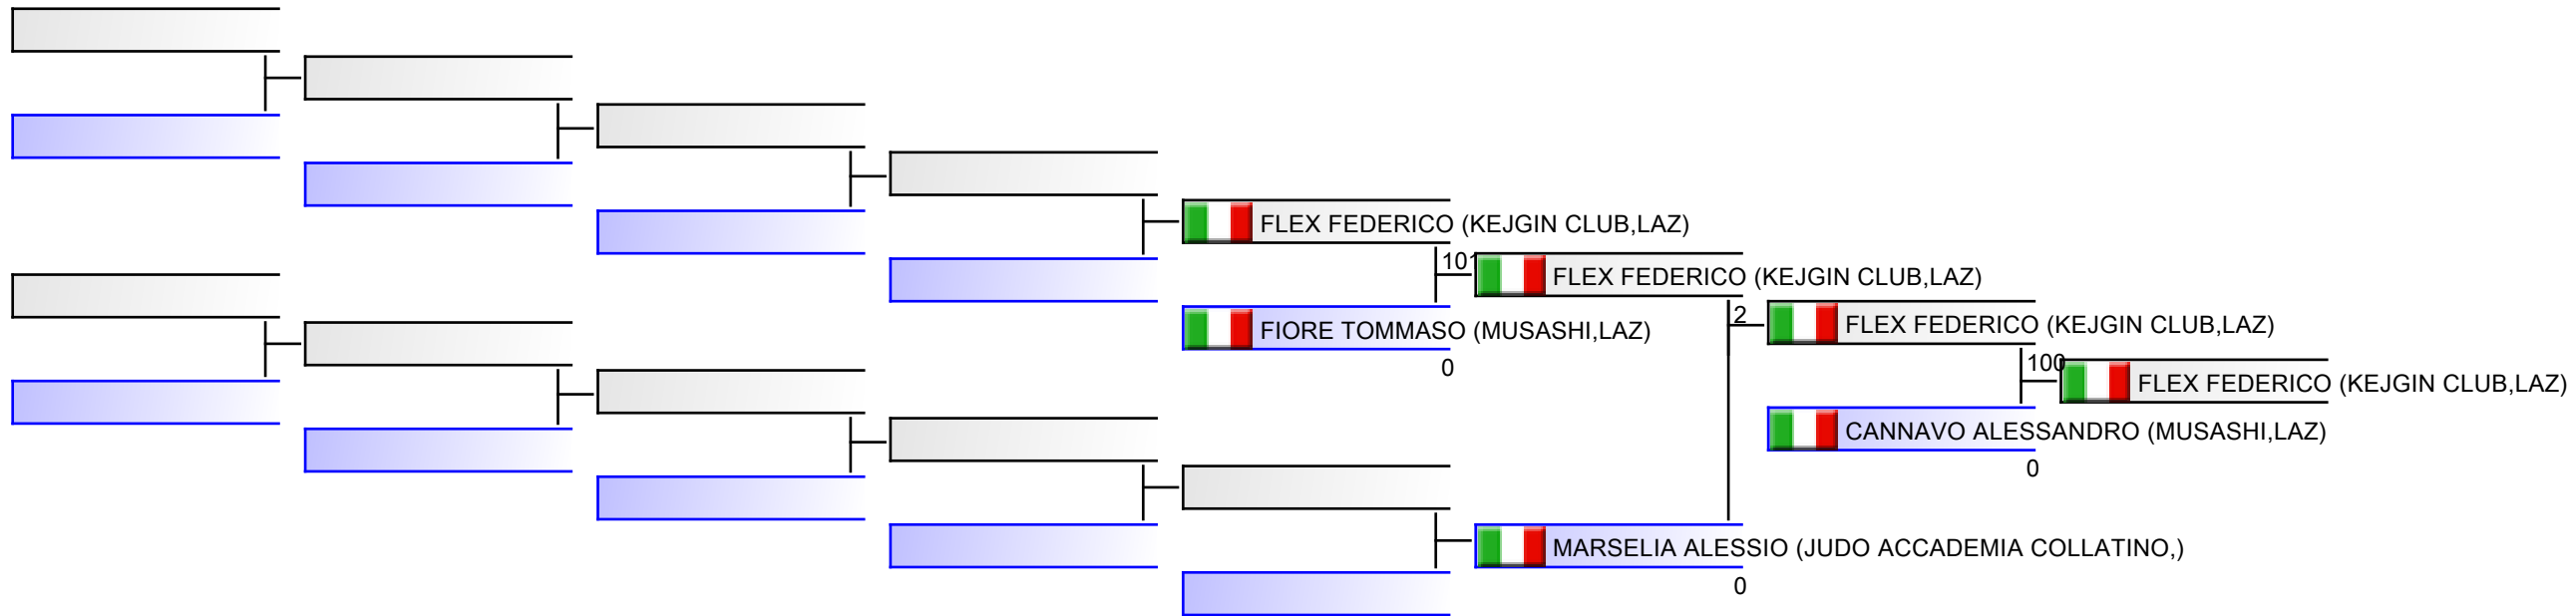 FLEX FEDERICO (KEJGIN CLUB,LAZ)
101
FLEX FEDERICO (KEJGIN CLUB,LAZ)
FIORE TOMMASO (MUSASHI,LAZ)
0
2
FLEX FEDERICO (KEJGIN CLUB,LAZ)
100
FLEX FEDERICO (KEJGIN CLUB,LAZ)
CANNAVO ALESSANDRO (MUSASHI,LAZ)
0
MARSELIA ALESSIO (JUDO ACCADEMIA COLLATINO,)
0